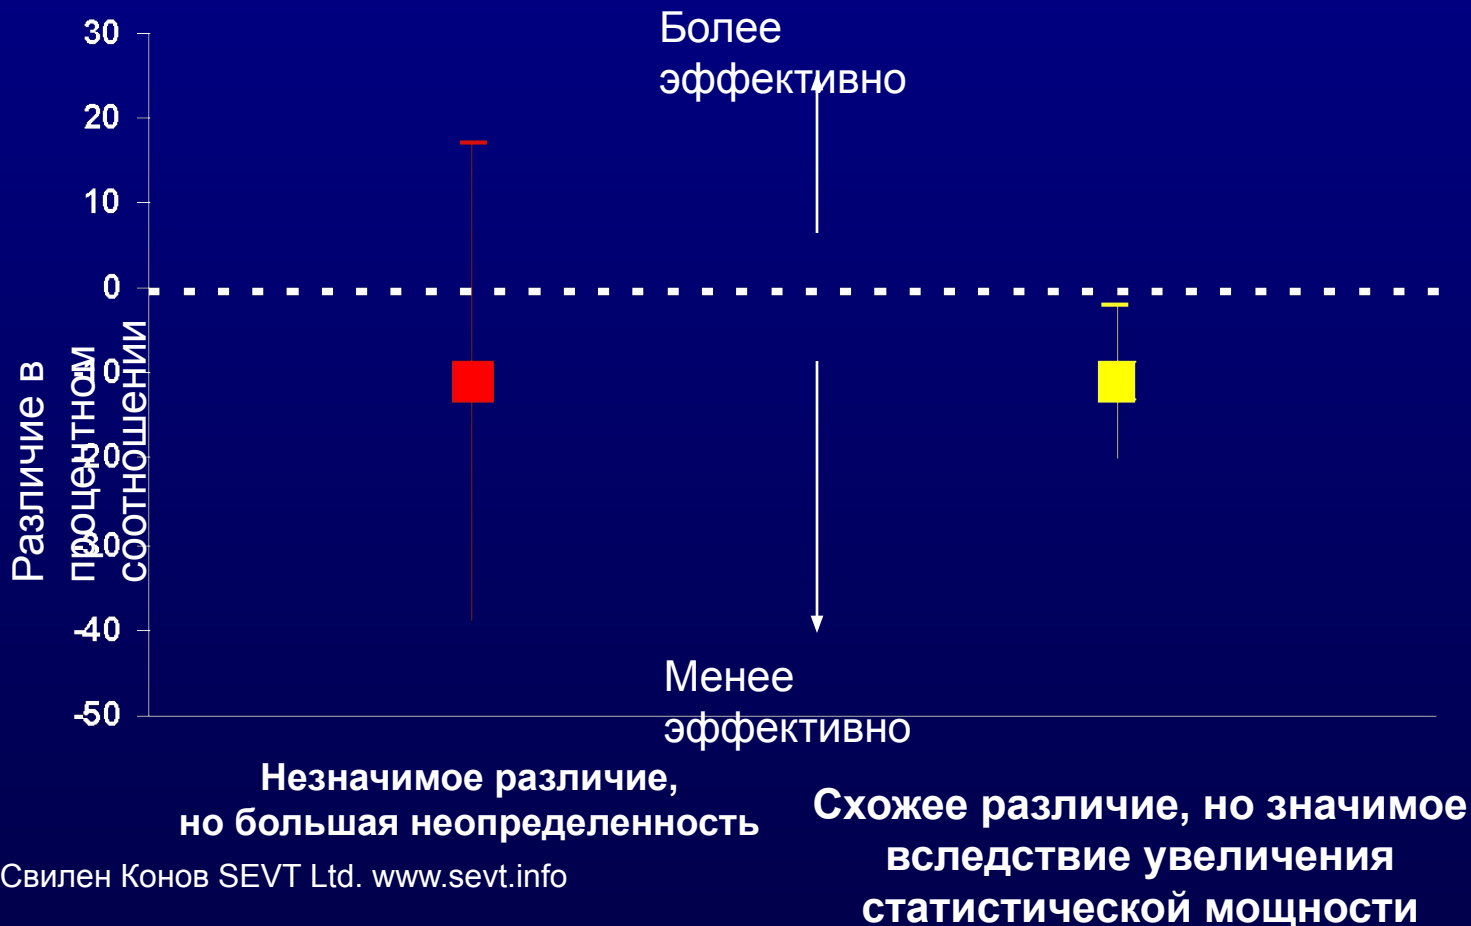 Более
эффективно
30
20
10
0
-10
-20
-30
-40
-50
Различие в
процентном
соотношении
Менее
эффективно
Незначимое различие,
но большая неопределенность
Схожее различие, но значимое
вследствие увеличения
статистической мощности
Свилен Конов SEVT Ltd. www.sevt.info